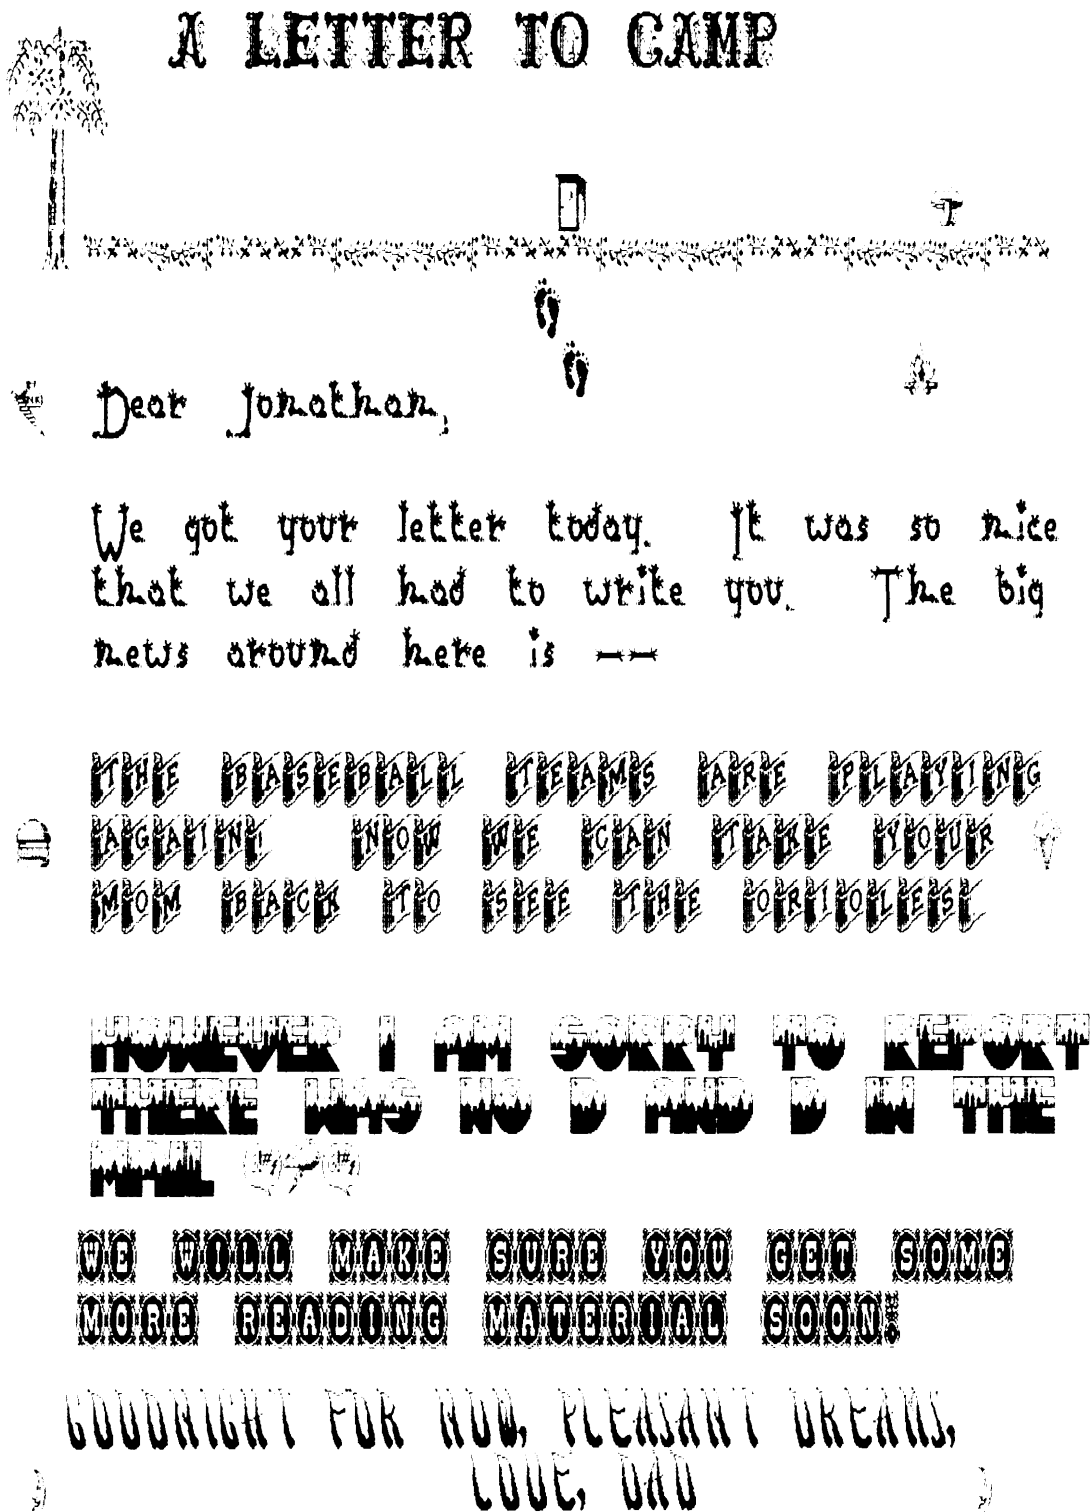 A LETTER TO CAMP
Dear Jonathan,
We got your letter today. It was so nice
that we all had to write you. The big
news around here is --
THE BASEBALL TEAMS ARE PLAYING
AGAIN! NOW WE CAN TAKE YOUR
MOM BACK TO SEE THE ORIOLES.
HOWEVER I AM SORRY TO REPORT
THERE WAS NO D AND D IN THE
MAIL
WE WILL MAKE SURE YOU GET SOME
MORE READING MATERIAL SOON.
GOODNIGHT FOR NOW, PLEASANT DREAMS,
LOVE, DAD